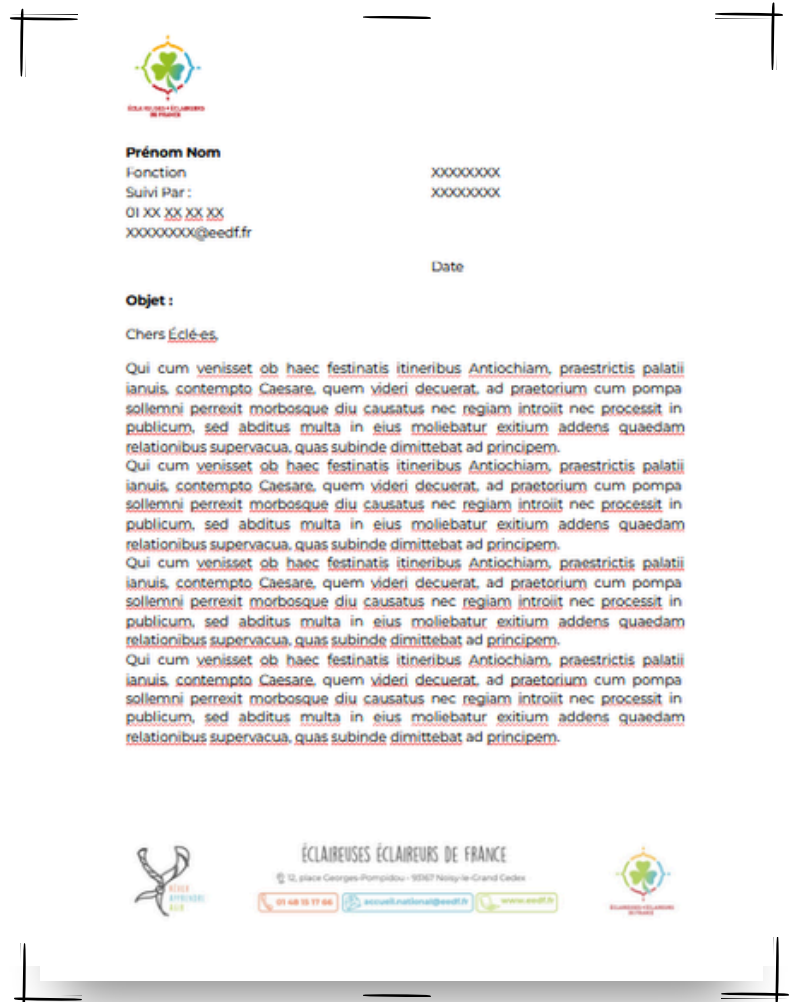 ÉCLAIREUSES • ÉCLAIREURS
DE FRANCE
Prénom Nom
Fonction
XXXXXXXX
Suivi Par :
XXXXXXXX
01 XX XX XX XX
XXXXXXXX@eedf.fr
Date
Objet :
Chers Éclé·es,
Qui cum venisset ob haec festinatis itineribus Antiochiam, praestrictis palatii
ianuis, contempto Caesare, quem videri decuerat, ad praetorium cum pompa
sollemni perrexit morbosque diu causatus nec regiam introiit nec processit in
publicum, sed abditus multa in eius moliebatur exitium addens quaedam
relationibus supervacua, quas subinde dimittebat ad principem.
Qui cum venisset ob haec festinatis itineribus Antiochiam, praestrictis palatii
ianuis, contempto Caesare, quem videri decuerat, ad praetorium cum pompa
sollemni perrexit morbosque diu causatus nec regiam introiit nec processit in
publicum, sed abditus multa in eius moliebatur exitium addens quaedam
relationibus supervacua, quas subinde dimittebat ad principem.
Qui cum venisset ob haec festinatis itineribus Antiochiam, praestrictis palatii
ianuis, contempto Caesare, quem videri decuerat, ad praetorium cum pompa
sollemni perrexit morbosque diu causatus nec regiam introiit nec processit in
publicum, sed abditus multa in eius moliebatur exitium addens quaedam
relationibus supervacua, quas subinde dimittebat ad principem.
Qui cum venisset ob haec festinatis itineribus Antiochiam, praestrictis palatii
ianuis, contempto Caesare, quem videri decuerat, ad praetorium cum pompa
sollemni perrexit morbosque diu causatus nec regiam introiit nec processit in
publicum, sed abditus multa in eius moliebatur exitium addens quaedam
relationibus supervacua, quas subinde dimittebat ad principem.
RÊVER
APPRENDRE
AGIR
ÉCLAIREUSES ÉCLAIREURS DE FRANCE
12, place Georges-Pompidou - 93167 Noisy-le-Grand Cedex
01 48 15 17 66
accueil.national@eedf.fr
www.eedf.fr
ÉCLAIREUSES • ÉCLAIREURS
DE FRANCE